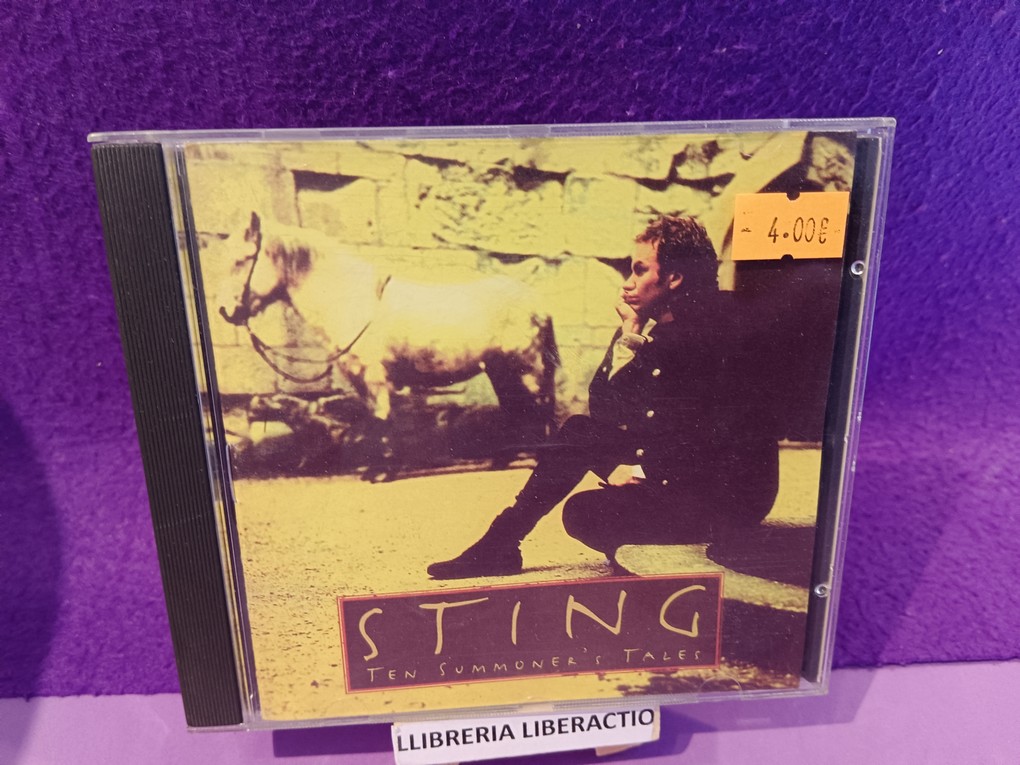 - 4.00€ -
STING
TEN SUMMONER'S TALES
LLIBRERIA LIBERACTIO